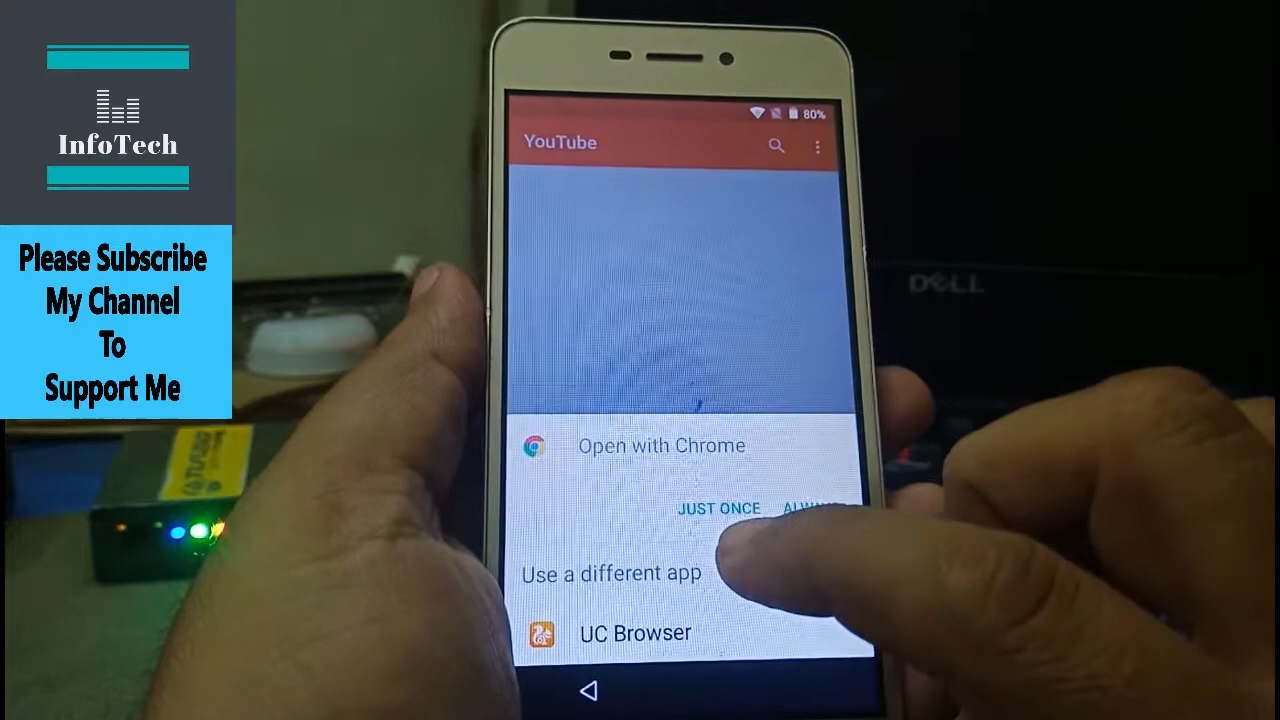 InfoTech
Please Subscribe
My Channel
To
Support Me
80%
YouTube
DELL
Open with Chrome
JUST ONCE
Use a different app
UC Browser